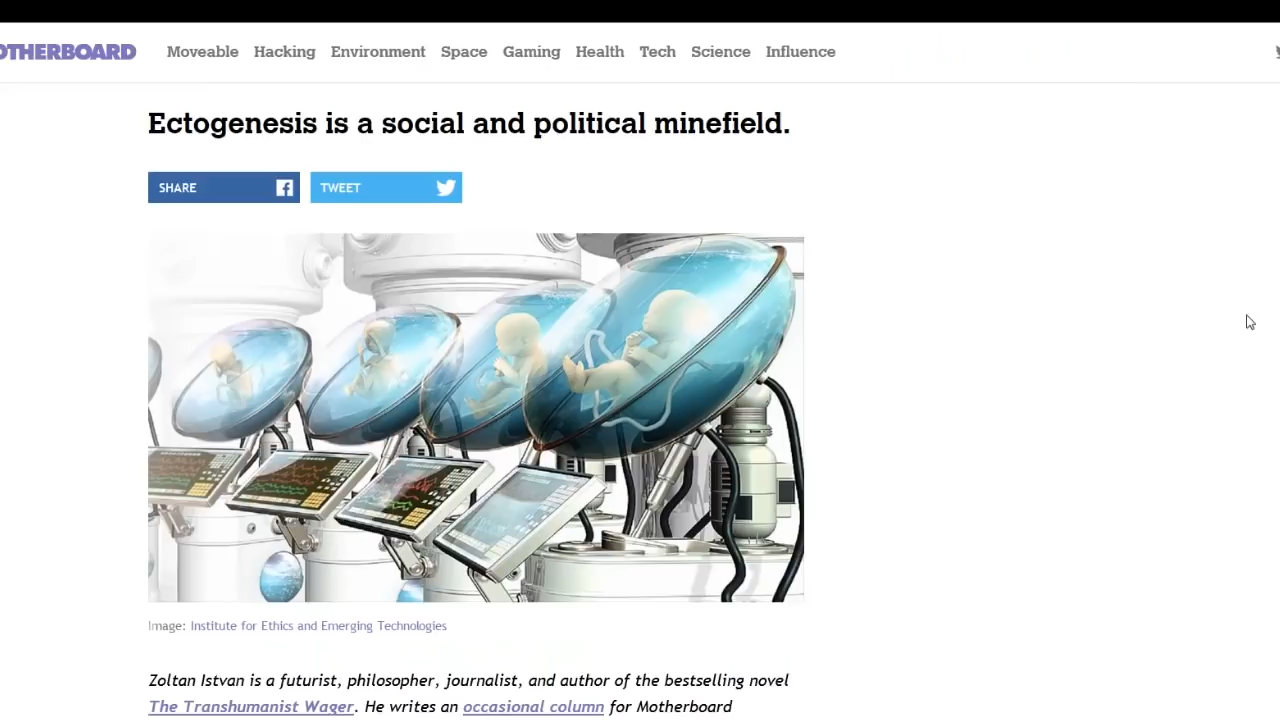 OTHERBOARD Moveable Hacking Environment Space Gaming Health Tech Science Influence
Ectogenesis is a social and political minefield.
SHARE TWEET
Image: Institute for Ethics and Emerging Technologies
Zoltan Istvan is a futurist, philosopher, journalist, and author of the bestselling novel
The Transhumanist Wager. He writes an occasional column for Motherboard